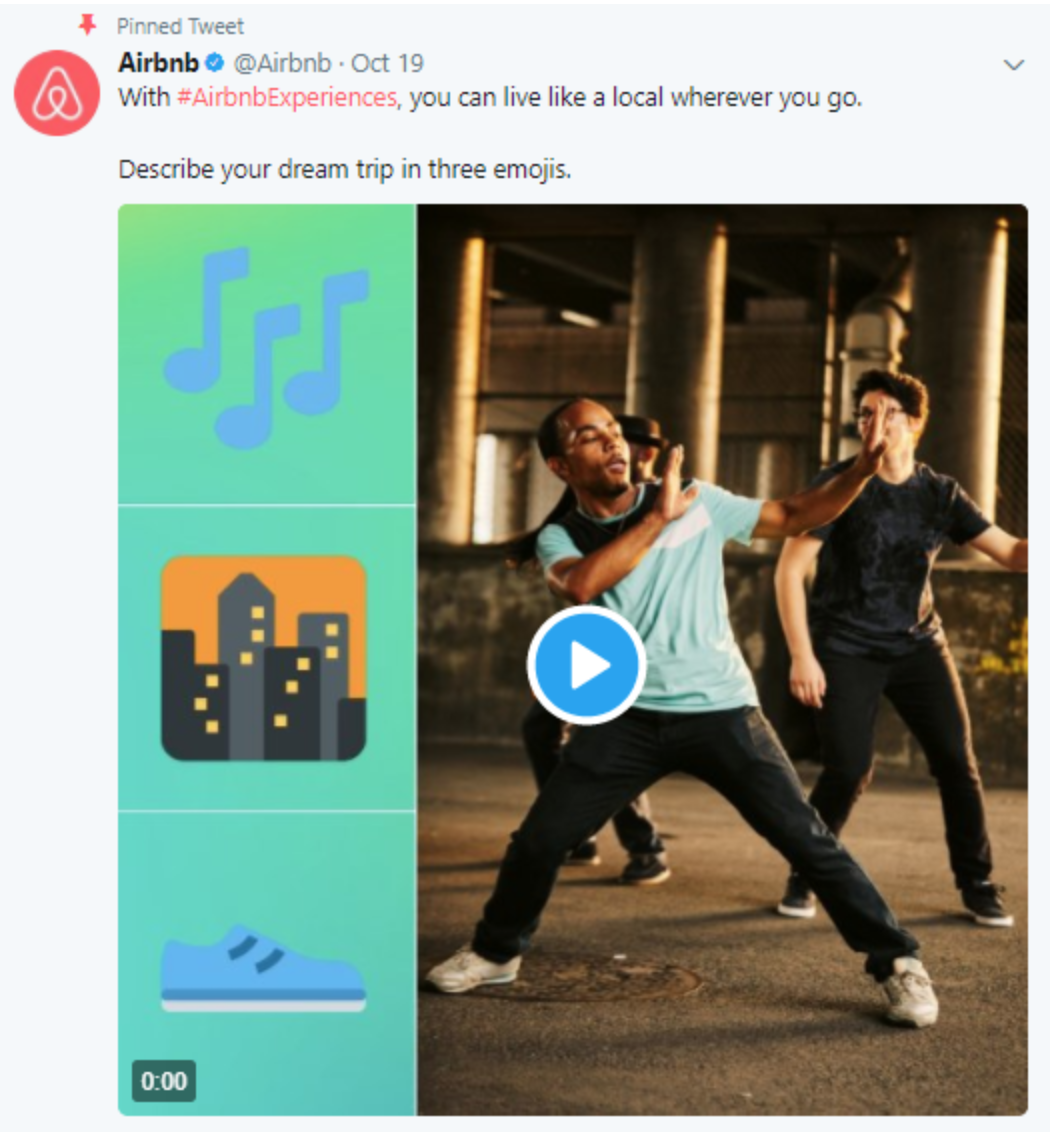 Pinned Tweet
Airbnb @Airbnb · Oct 19
With #AirbnbExperiences, you can live like a local wherever you go.
Describe your dream trip in three emojis.
0:00